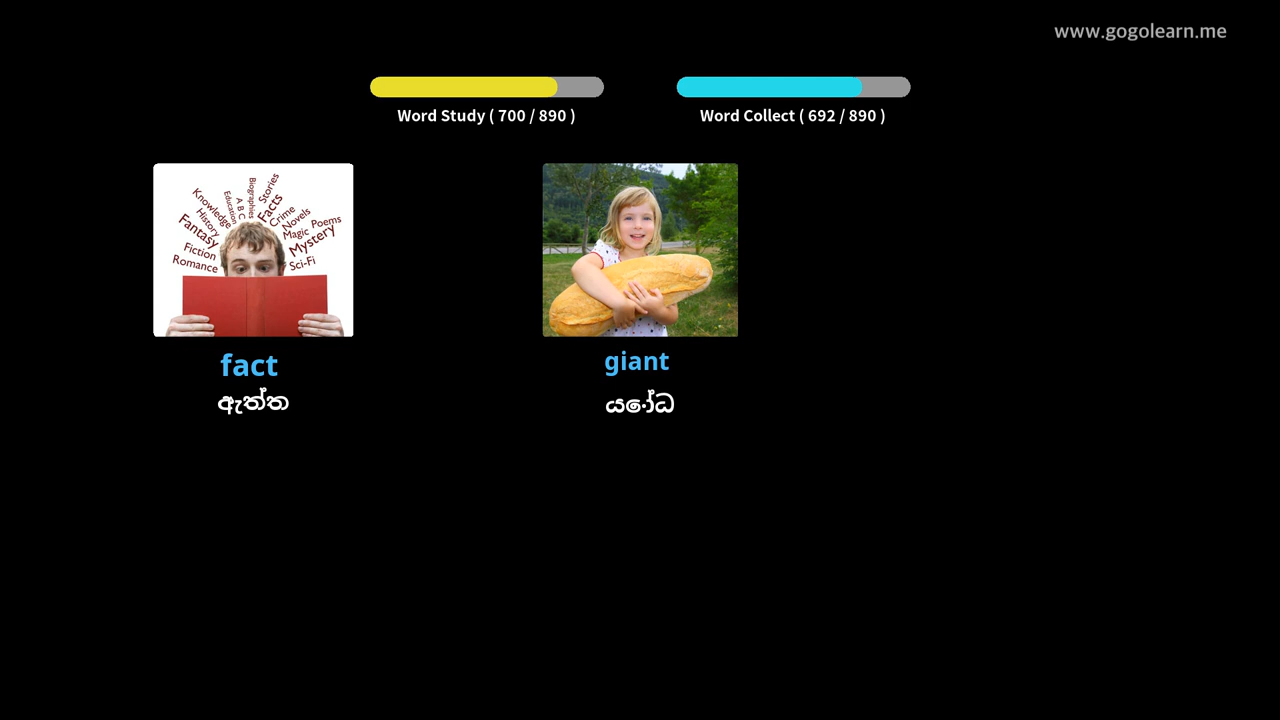 www.gogolearn.me
Word Study ( 700 / 890 )
Word Collect ( 692 / 890 )
Knowledge
History
Fantasy
Fiction
Romance
Education
A B C
Biographies
Stories
Facts
Crime
Novels
Magic
Poems
Mystery
Sci-Fi
fact
ඇත්ත
giant
යෝධ